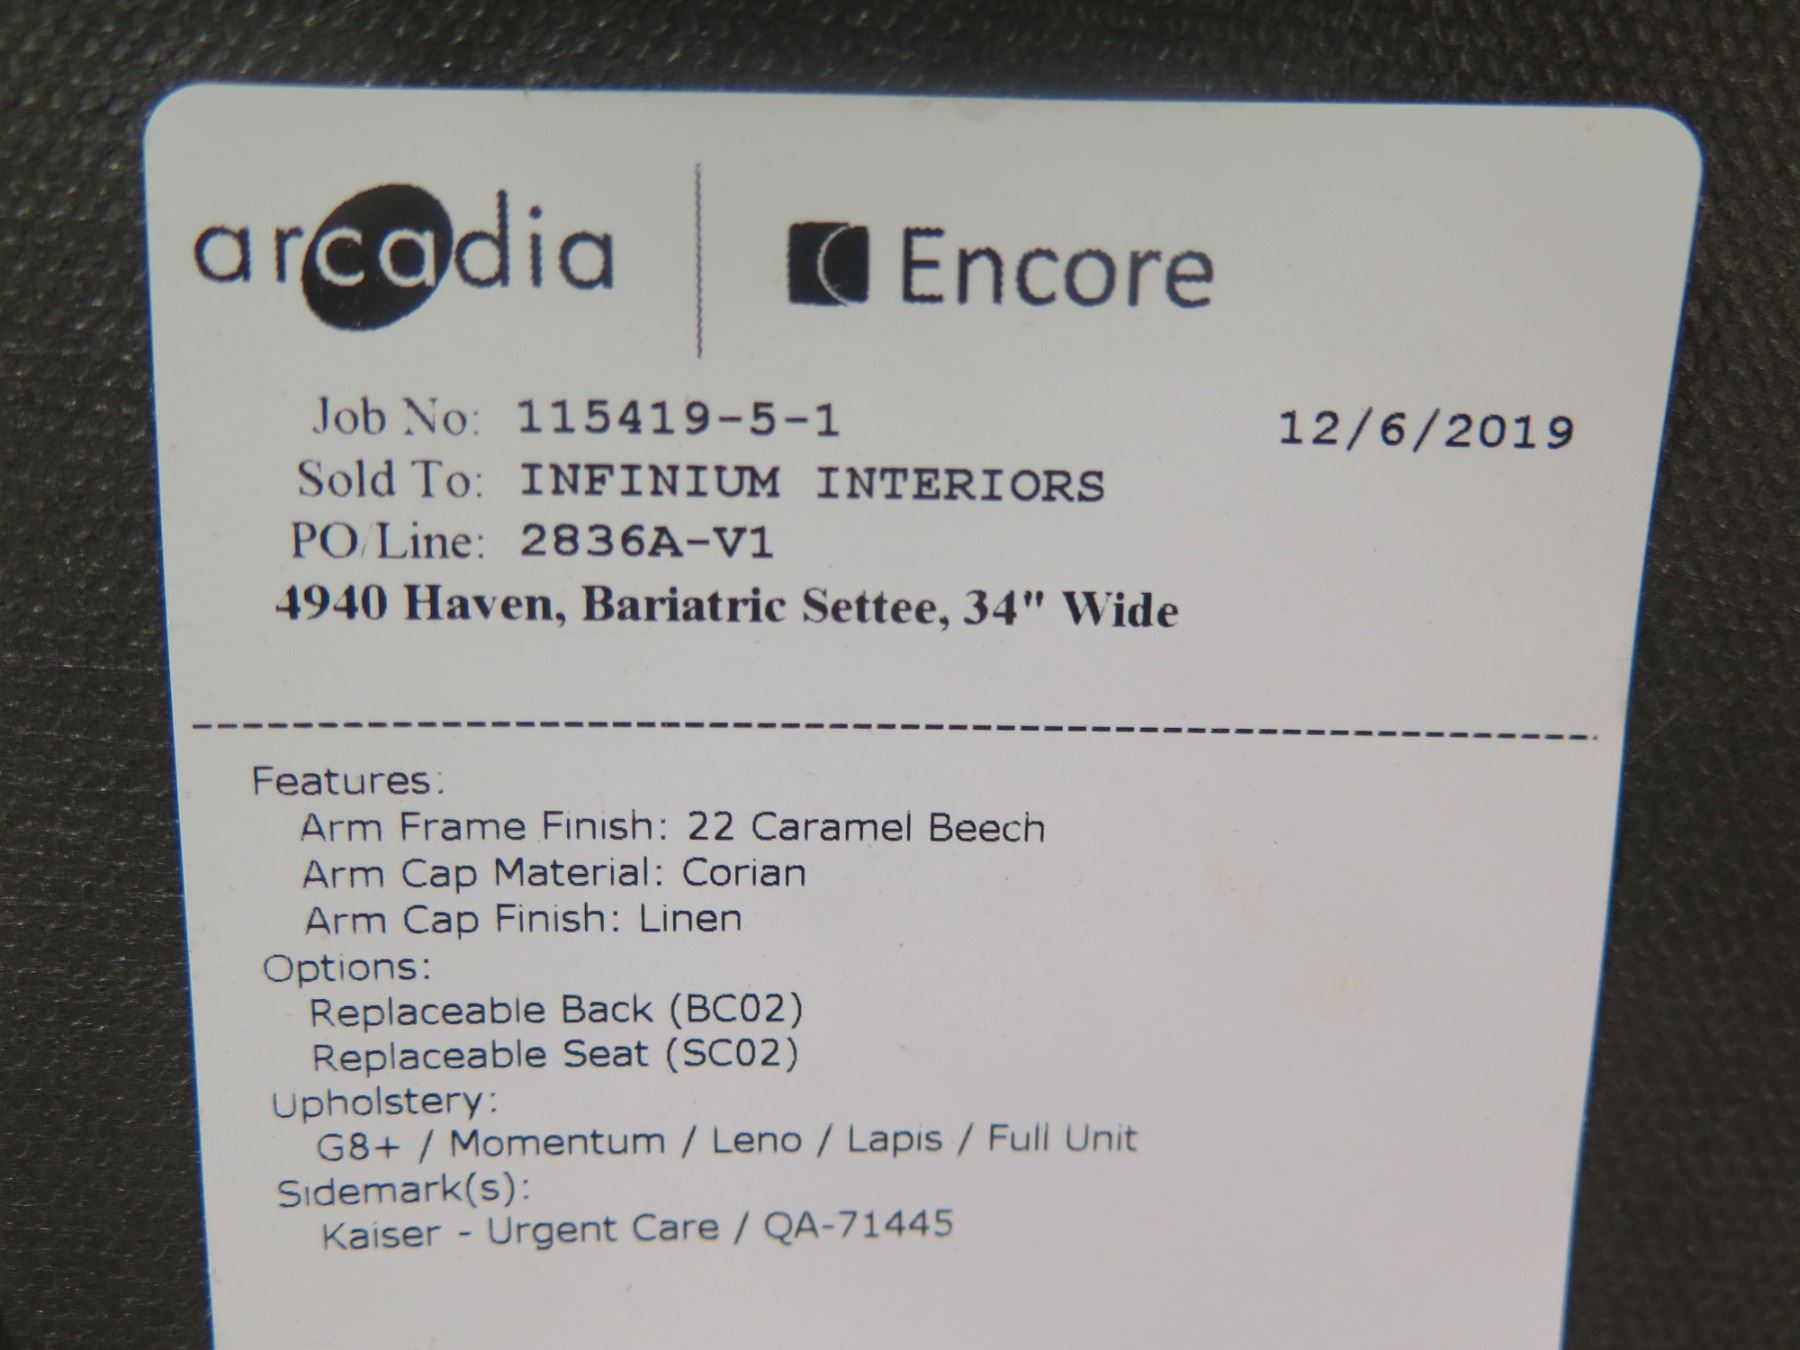 arcadia | Encore
Job No: 115419-5-1 12/6/2019
Sold To: INFINIUM INTERIORS
PO/Line: 2836A-V1
4940 Haven, Bariatric Settee, 34" Wide
Features:
Arm Frame Finish: 22 Caramel Beech
Arm Cap Material: Corian
Arm Cap Finish: Linen
Options:
Replaceable Back (BC02)
Replaceable Seat (SC02)
Upholstery:
G8+ / Momentum / Leno / Lapis / Full Unit
Sidemark(s):
Kaiser - Urgent Care / QA-71445